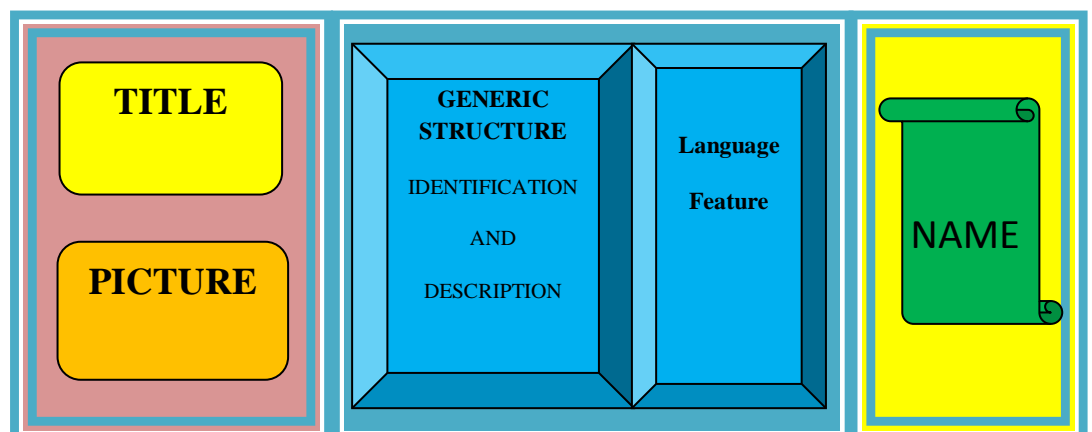 TITLE
PICTURE
GENERIC
STRUCTURE
IDENTIFICATION
AND
DESCRIPTION
Language
Feature
NAME